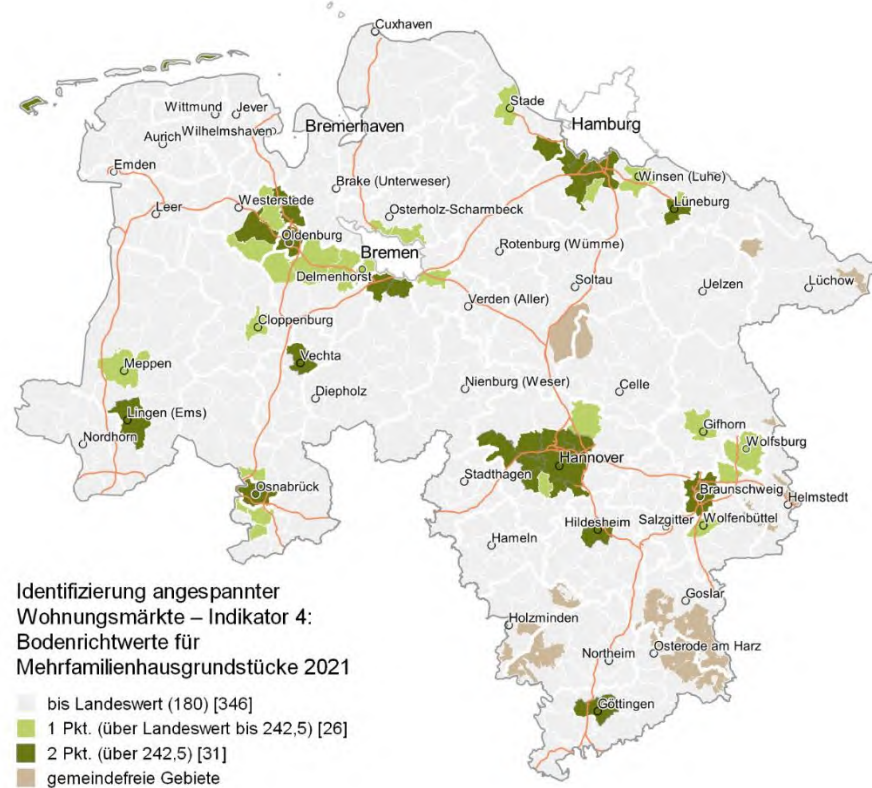 Cuxhaven
Stade
Wittmund
Jever
Hamburg
Bremerhaven
Wilhelmshaven
Aurich
Emden
Winsen (Luhe)
Brake (Unterweser)
Westerstede
Lüneburg
Leer
Osterholz-Scharmbeck
Oldenburg
Rotenburg (Wümme)
Bremen
Delmenhorst
Soltau
Uelzen
Lüchow
Verden (Aller)
Cloppenburg
Vechta
Meppen
Nienburg (Weser)
Celle
Diepholz
Lingen (Ems)
Gifhorn
Nordhorn
Wolfsburg
Hannover
Stadthagen
Osnabrück
Braunschweig
Helmstedt
Hildesheim
Salzgitter
Wolfenbüttel
Hameln
Identifizierung angespannter
Wohnungsmärkte – Indikator 4:
Bodenrichtwerte für
Mehrfamilienhausgrundstücke 2021
Goslar
Holzminden
Northeim
Osterode am Harz
Göttingen
bis Landeswert (180) [346]
1 Pkt. (über Landeswert bis 242,5) [26]
2 Pkt. (über 242,5) [31]
gemeindefreie Gebiete